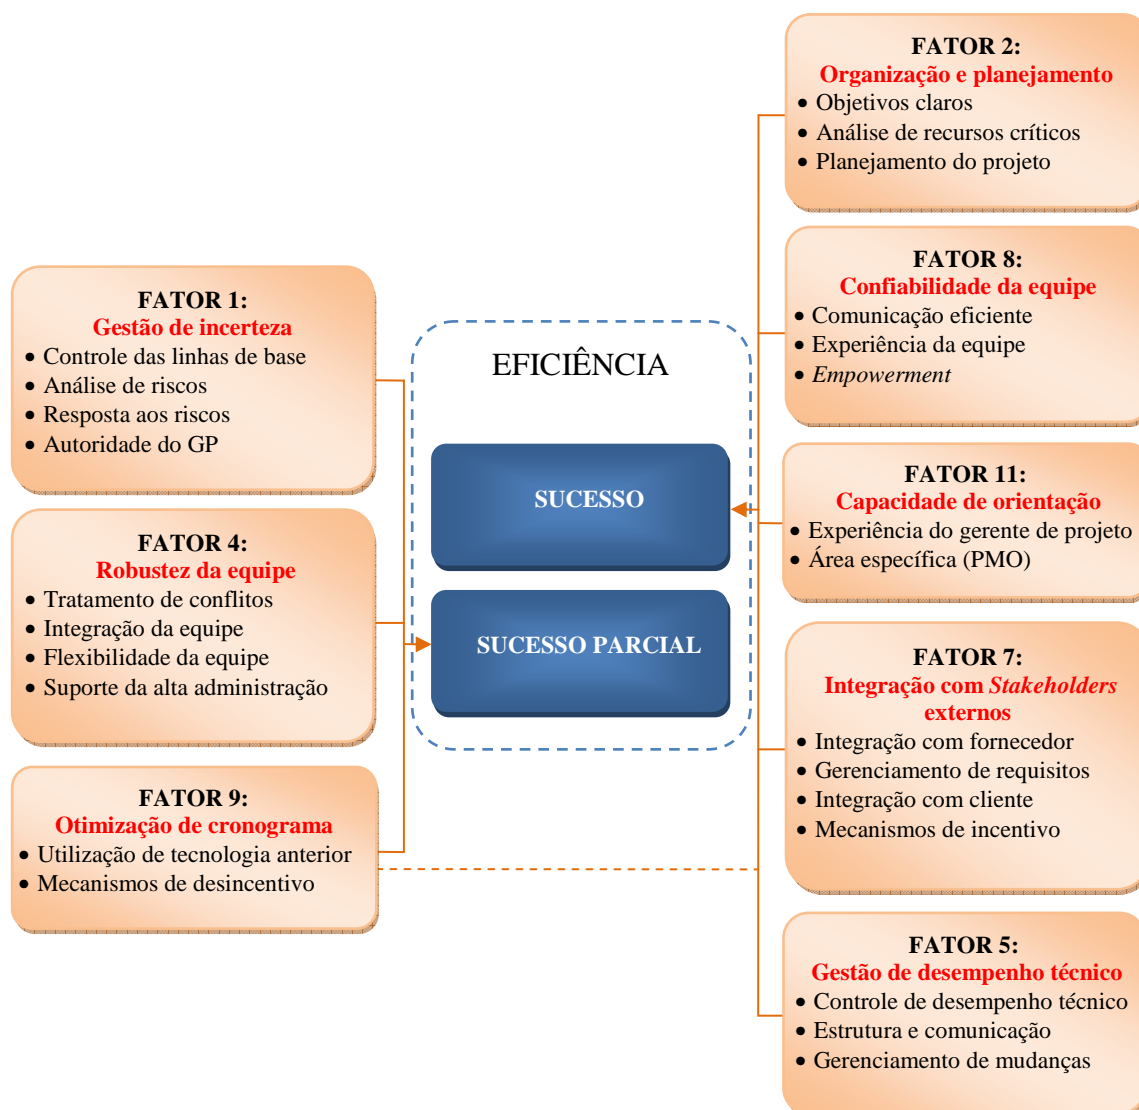 FATOR 1:
Gestão de incerteza
• Controle das linhas de base
• Análise de riscos
• Resposta aos riscos
• Autoridade do GP
FATOR 4:
Robustez da equipe
• Tratamento de conflitos
• Integração da equipe
• Flexibilidade da equipe
• Suporte da alta administração
FATOR 9:
Otimização de cronograma
• Utilização de tecnologia anterior
• Mecanismos de desincentivo
EFICIÊNCIA
SUCESSO
SUCESSO PARCIAL
FATOR 2:
Organização e planejamento
• Objetivos claros
• Análise de recursos críticos
• Planejamento do projeto
FATOR 8:
Confiabilidade da equipe
• Comunicação eficiente
• Experiência da equipe
• Empowerment
FATOR 11:
Capacidade de orientação
• Experiência do gerente de projeto
• Área específica (PMO)
FATOR 7:
Integração com Stakeholders
externos
• Integração com fornecedor
• Gerenciamento de requisitos
• Integração com cliente
• Mecanismos de incentivo
FATOR 5:
Gestão de desempenho técnico
• Controle de desempenho técnico
• Estrutura e comunicação
• Gerenciamento de mudanças